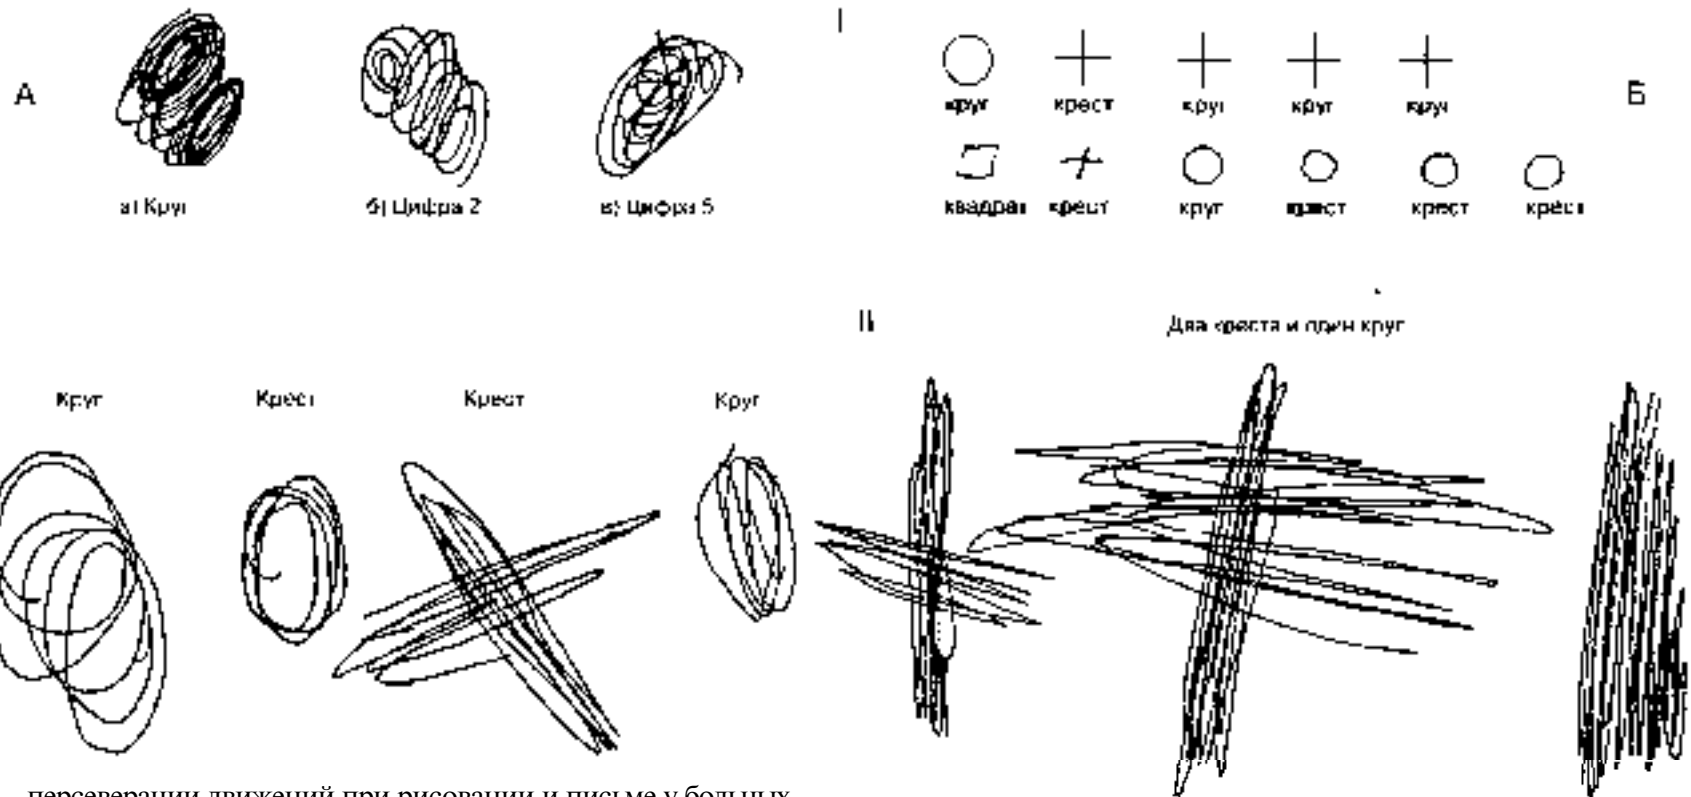 I
А
Б
круг крест круг круг круг
а) Круг б) Цифра 2 в) Цифра 5
квадрат крест круг крест крест крест
II
Два креста и один круг
Круг Крест Крест Круг
персеверации движений при рисовании и письме у больных